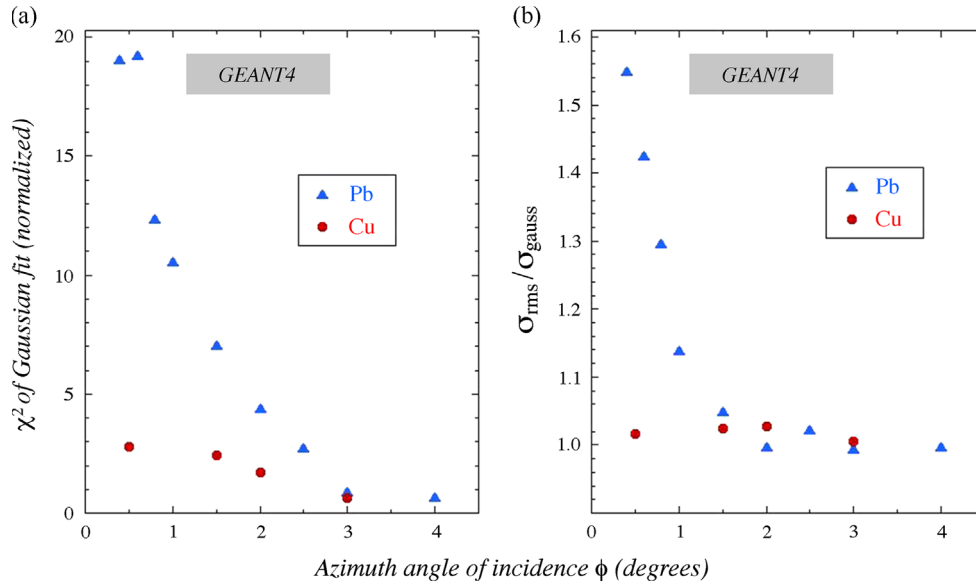 (a)
χ² of Gaussian fit (normalized)
20
15
10
5
0
GEANT4
Pb
Cu
0 1 2 3 4
(b)
σrms / σgauss
1.6
1.5
1.4
1.3
1.2
1.1
1.0
GEANT4
Pb
Cu
0 1 2 3 4
Azimuth angle of incidence ϕ (degrees)